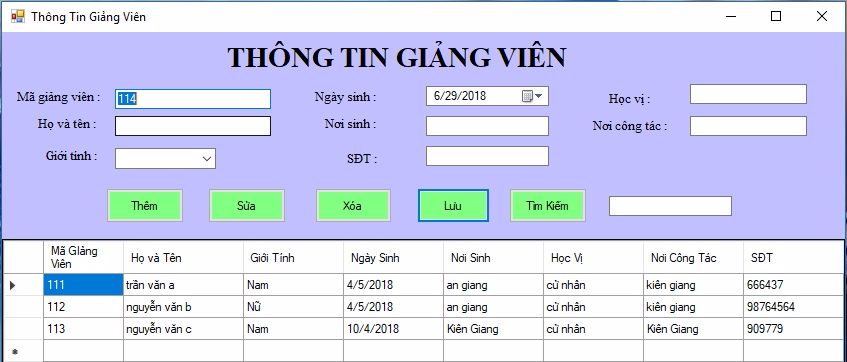 Thông Tin Giảng Viên
THÔNG TIN GIẢNG VIÊN
Mã giảng viên : 114 Ngày sinh : 6/29/2018 Học vị :
Họ và tên : Nơi sinh : Nơi công tác :
Giới tính : SĐT :
Thêm Sửa Xóa Lưu Tìm Kiếm
Mã Giảng Viên Họ và Tên Giới Tính Ngày Sinh Nơi Sinh Học Vị Nơi Công Tác SĐT
111 trần văn a Nam 4/5/2018 an giang cử nhân kiên giang 666437
112 nguyễn văn b Nữ 4/5/2018 an giang cử nhân kiên giang 98764564
113 nguyễn văn c Nam 10/4/2018 Kiên Giang cử nhân Kiên Giang 909779